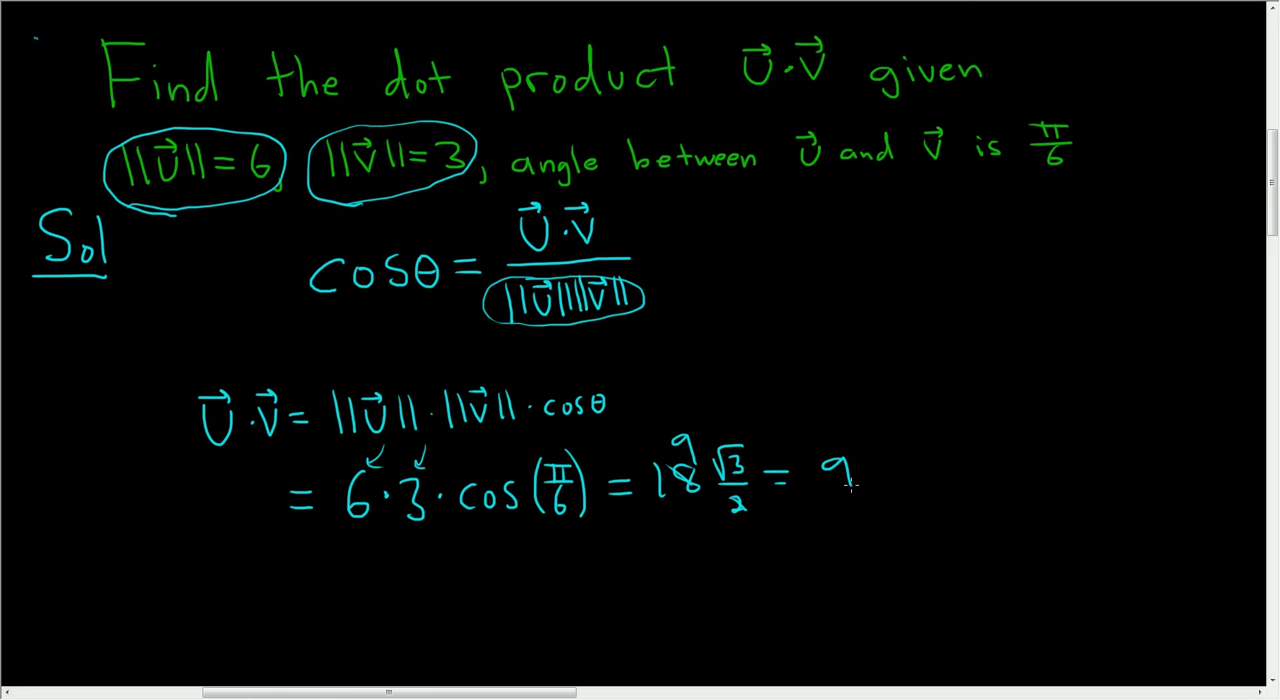 Find the dot product U⃗·V⃗ given
||U⃗|| = 6, ||V⃗|| = 3, angle between U⃗ and V⃗ is π/6
Sol
cosθ = U⃗·V⃗ / ||U⃗|| ||V⃗||
U⃗·V⃗ = ||U⃗|| · ||V⃗|| · cosθ
9
= 6·3·cos(π/6) = 18 √3/2 = 9